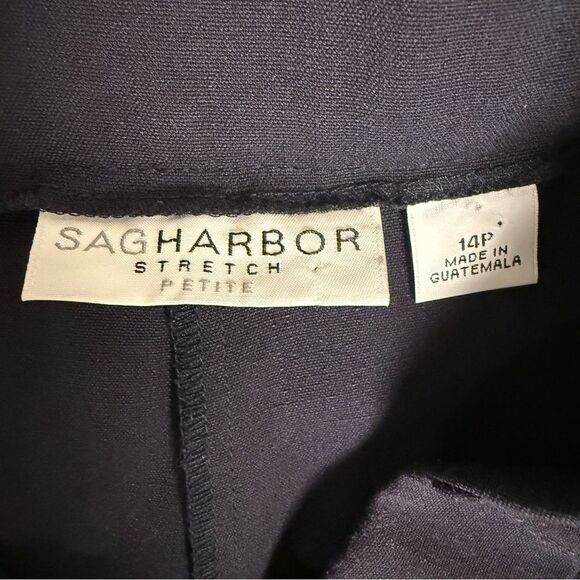 SAGHARBOR
STRETCH
PETITE
14P
MADE IN
GUATEMALA